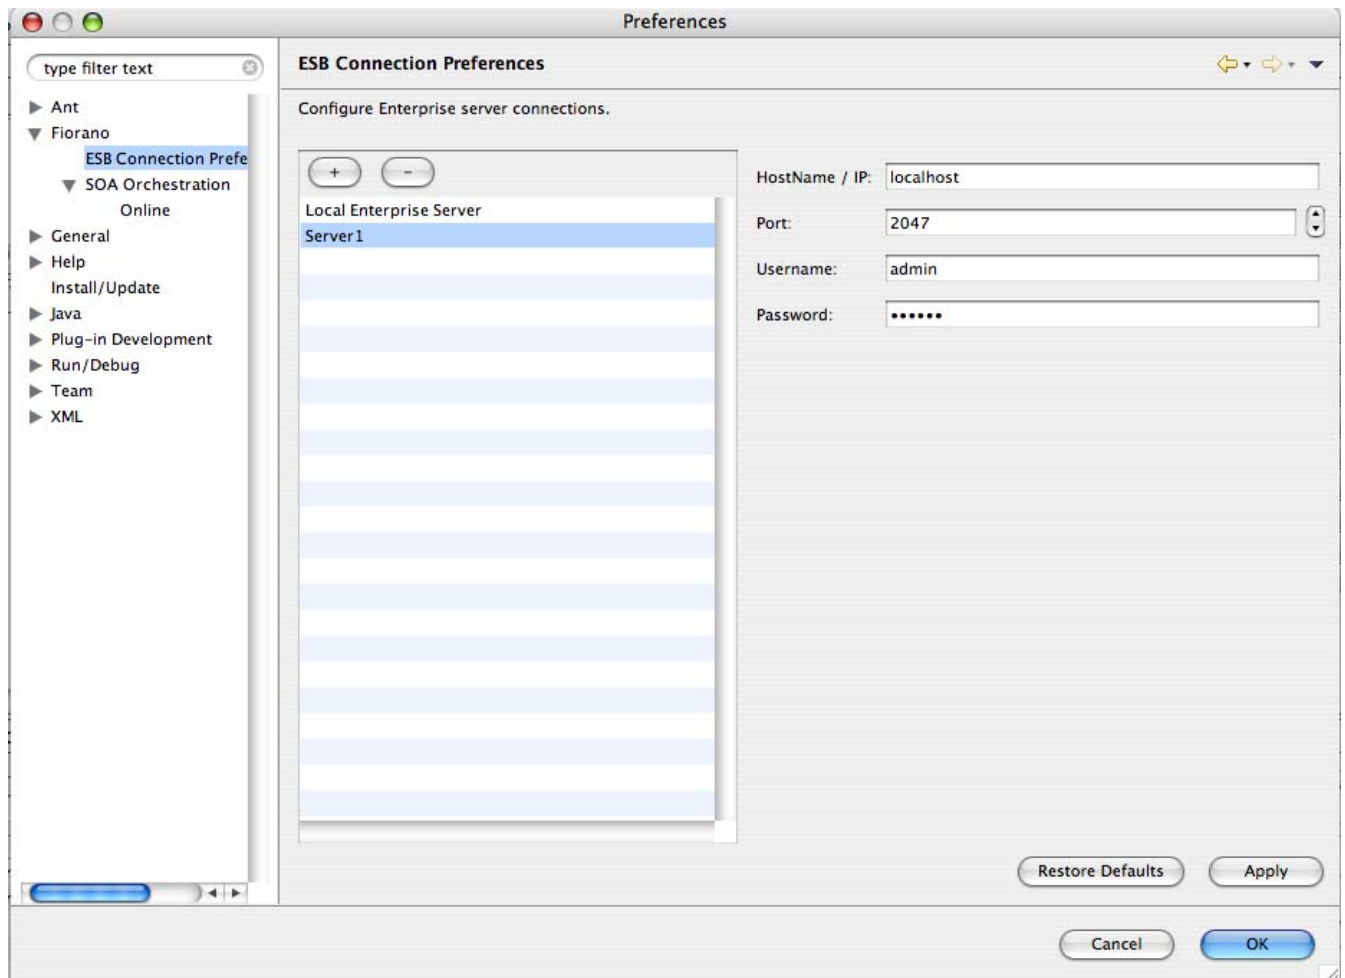 Preferences
type filter text
Ant
Fiorano
ESB Connection Prefe
SOA Orchestration
Online
General
Help
Install/Update
Java
Plug-in Development
Run/Debug
Team
XML
ESB Connection Preferences
Configure Enterprise server connections.
+ -
Local Enterprise Server
Server1
HostName / IP: localhost
Port: 2047
Username: admin
Password: ••••••
Restore Defaults Apply
Cancel OK